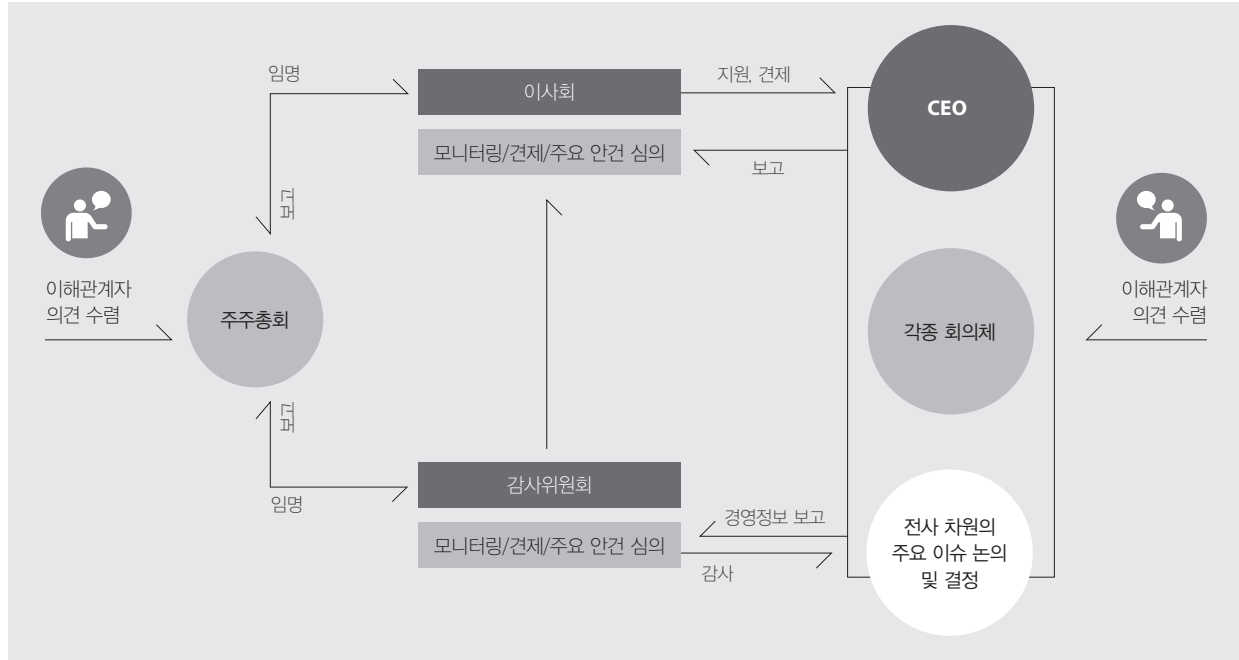 임명
이사회
모니터링/견제/주요 안건 심의
지원, 견제
보고
CEO
보고
이해관계자
의견 수렴
주주총회
각종 회의체
이해관계자
의견 수렴
보고
임명
감사위원회
모니터링/견제/주요 안건 심의
경영정보 보고
감사
전사 차원의
주요 이슈 논의
및 결정